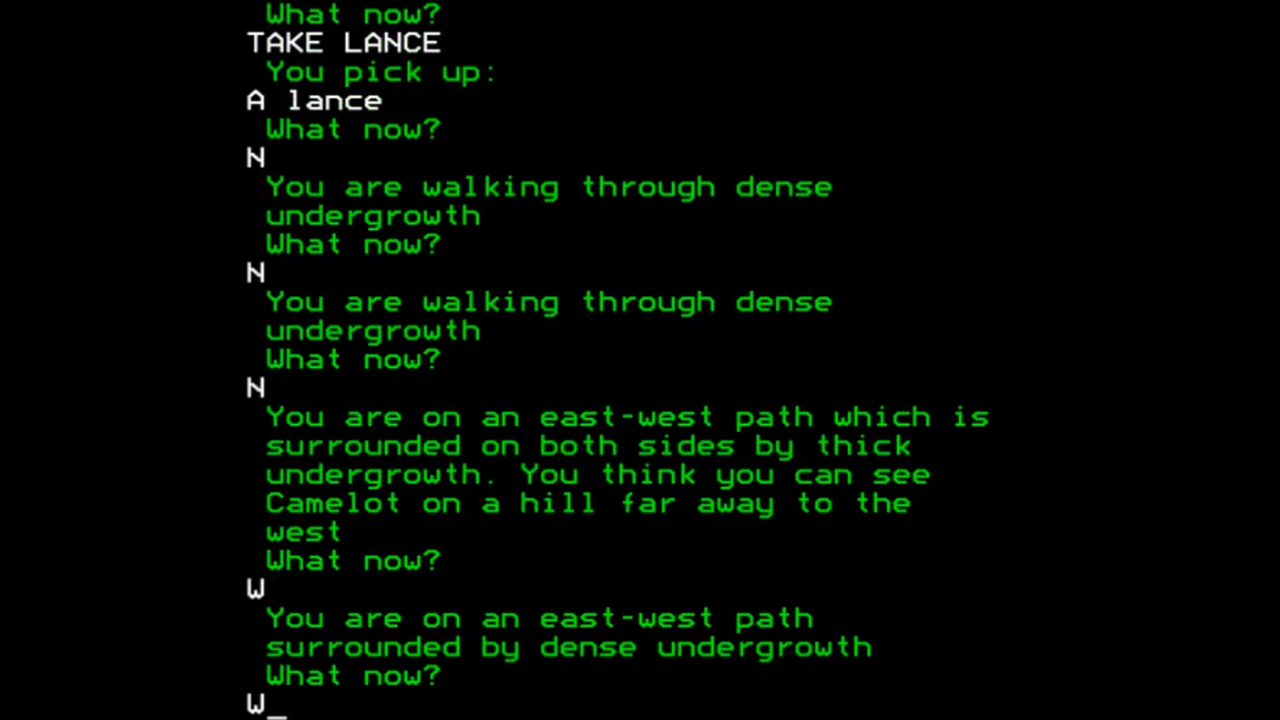 What now?
TAKE LANCE
You pick up:
A lance
What now?
N
You are walking through dense
undergrowth
What now?
N
You are walking through dense
undergrowth
What now?
N
You are on an east-west path which is
surrounded on both sides by thick
undergrowth. You think you can see
Camelot on a hill far away to the
west
What now?
W
You are on an east-west path
surrounded by dense undergrowth
What now?
W_